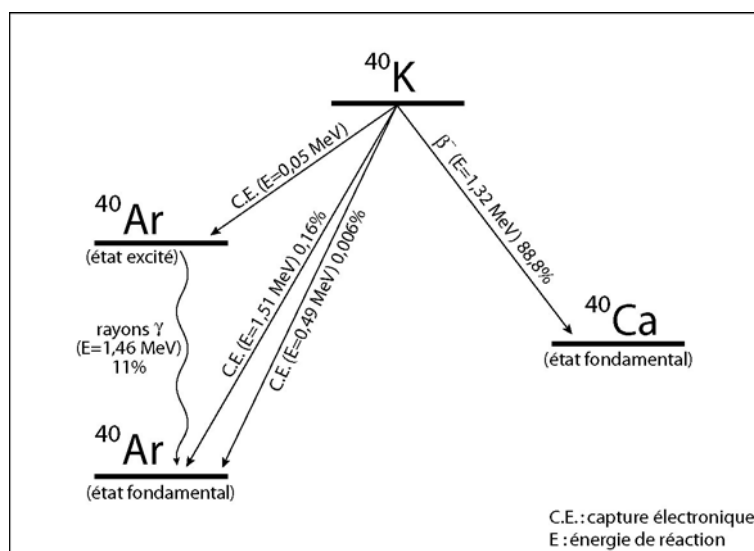 ⁴⁰K
C.E. (E=0,05 MeV)
β⁻ (E=1,32 MeV) 88,8%
⁴⁰Ar
(état excité)
C.E. (E=1,51 MeV) 0,16%
C.E. (E=0,49 MeV) 0,006%
⁴⁰Ca
(état fondamental)
rayons γ
(E=1,46 MeV)
11%
⁴⁰Ar
(état fondamental)
C.E. : capture électronique
E : énergie de réaction